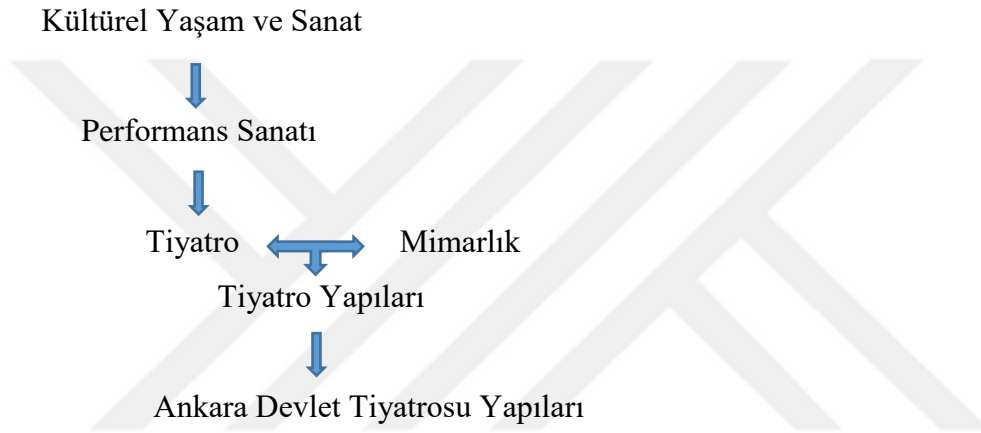 Kültürel Yaşam ve Sanat
Performans Sanatı
Tiyatro Mimarlık
Tiyatro Yapıları
Ankara Devlet Tiyatrosu Yapıları